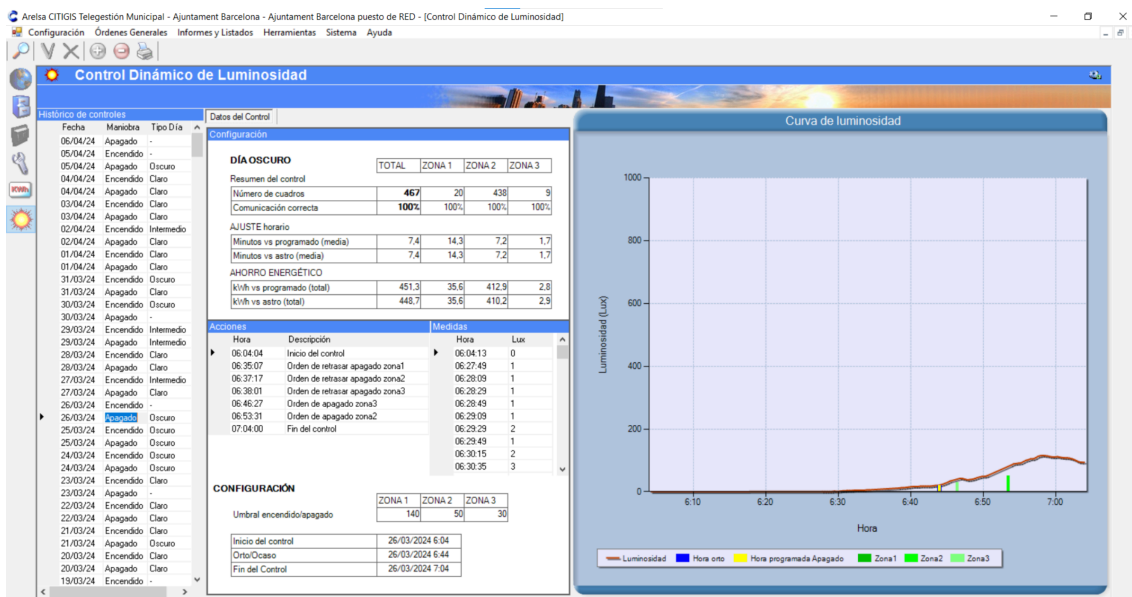 Arelsa CITIGIS Telegestión Municipal - Ajuntament Barcelona - Ajuntament Barcelona puesto de RED - [Control Dinámico de Luminosidad]
Configuración Órdenes Generales Informes y Listados Herramientas Sistema Ayuda
Control Dinámico de Luminosidad
Histórico de controles
Fecha Maniobra Tipo Día
06/04/24 Apagado -
05/04/24 Encendido -
05/04/24 Apagado Oscuro
04/04/24 Encendido Claro
04/04/24 Apagado Claro
03/04/24 Encendido Claro
03/04/24 Apagado Claro
02/04/24 Encendido Intermedio
02/04/24 Apagado Claro
01/04/24 Encendido Claro
01/04/24 Apagado Claro
31/03/24 Encendido Oscuro
31/03/24 Apagado Claro
30/03/24 Encendido Oscuro
30/03/24 Apagado -
29/03/24 Encendido Intermedio
29/03/24 Apagado Intermedio
28/03/24 Encendido Claro
28/03/24 Apagado Claro
27/03/24 Encendido Intermedio
27/03/24 Apagado Claro
26/03/24 Encendido -
26/03/24 Apagado Oscuro
25/03/24 Encendido Oscuro
25/03/24 Apagado Oscuro
24/03/24 Encendido Oscuro
24/03/24 Apagado Oscuro
23/03/24 Encendido Claro
23/03/24 Apagado -
22/03/24 Encendido Claro
22/03/24 Apagado Claro
21/03/24 Encendido Claro
21/03/24 Apagado Oscuro
20/03/24 Encendido Claro
20/03/24 Apagado Claro
19/03/24 Encendido -
Datos del Control
Configuración
DÍA OSCURO
TOTAL ZONA 1 ZONA 2 ZONA 3
Resumen del control
Número de cuadros 467 20 438 9
Comunicación correcta 100% 100% 100% 100%
AJUSTE horario
Minutos vs programado (media) 7,4 14,3 7,2 1,7
Minutos vs astro (media) 7,4 14,3 7,2 1,7
AHORRO ENERGÉTICO
kWh vs programado (total) 451,3 35,6 412,9 2,8
kWh vs astro (total) 448,7 35,6 410,2 2,9
Acciones
Hora Descripción
06:04:04 Inicio del control
06:35:07 Orden de retrasar apagado zona1
06:37:17 Orden de retrasar apagado zona2
06:38:01 Orden de retrasar apagado zona3
06:46:27 Orden de apagado zona3
06:53:31 Orden de apagado zona2
07:04:00 Fin del control
Medidas
Hora Lux
06:04:13 0
06:27:49 1
06:28:09 1
06:28:29 1
06:28:49 1
06:29:09 1
06:29:29 2
06:29:49 1
06:30:15 2
06:30:35 3
CONFIGURACIÓN
ZONA 1 ZONA 2 ZONA 3
Umbral encendido/apagado 140 50 30
Inicio del control 26/03/2024 6:04
Orto/Ocaso 26/03/2024 6:44
Fin del Control 26/03/2024 7:04
Curva de luminosidad
1000
800
600
400
200
0
Luminosidad (Lux)
6:10 6:20 6:30 6:40 6:50 7:00
Hora
Luminosidad Hora orto Hora programada Apagado Zona1 Zona2 Zona3